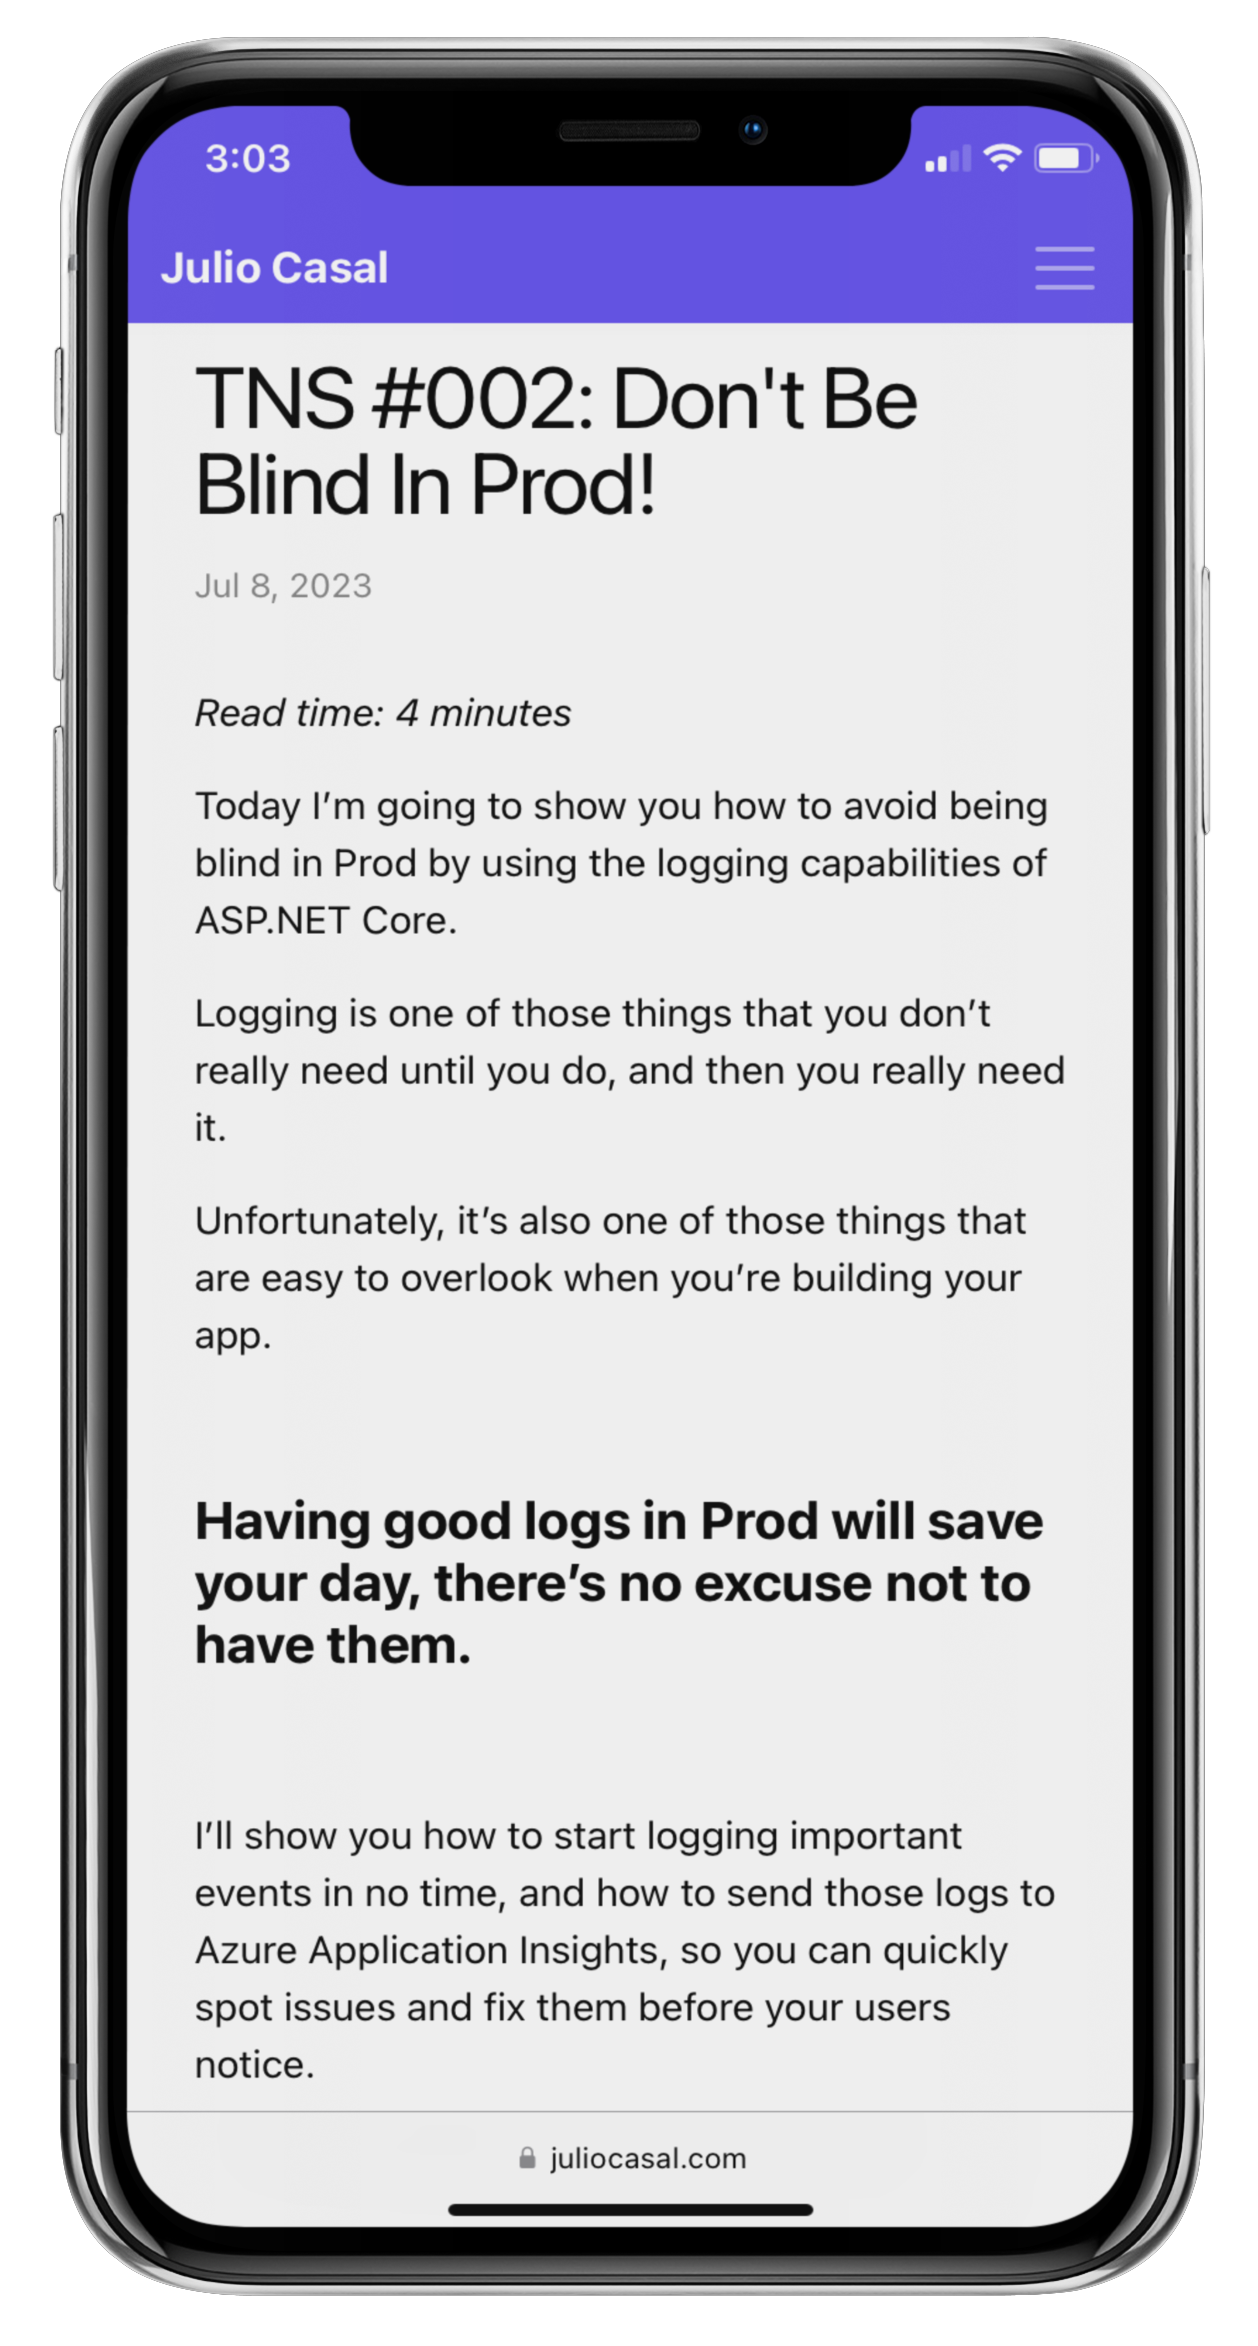 3:03
Julio Casal
TNS #002: Don't Be
Blind In Prod!
Jul 8, 2023
Read time: 4 minutes
Today I’m going to show you how to avoid being
blind in Prod by using the logging capabilities of
ASP.NET Core.
Logging is one of those things that you don’t
really need until you do, and then you really need
it.
Unfortunately, it’s also one of those things that
are easy to overlook when you’re building your
app.
Having good logs in Prod will save
your day, there’s no excuse not to
have them.
I’ll show you how to start logging important
events in no time, and how to send those logs to
Azure Application Insights, so you can quickly
spot issues and fix them before your users
notice.
juliocasal.com